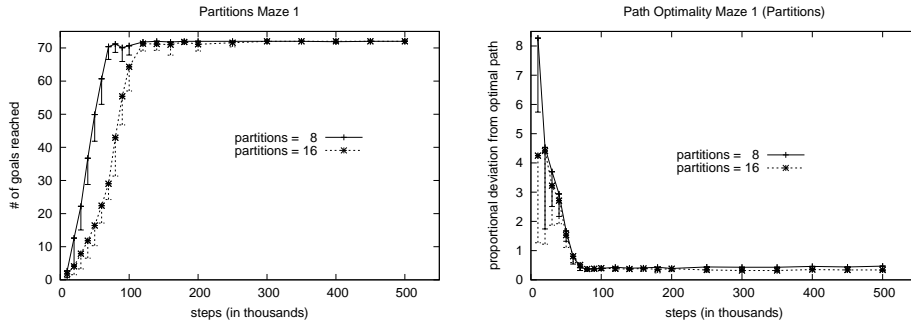 Partitions Maze 1
# of goals reached
80
70
60
50
40
30
20
10
0
partitions = 8
partitions = 16
0 100 200 300 400 500
steps (in thousands)
Path Optimality Maze 1 (Partitions)
proportional deviation from optimal path
8
7
6
5
4
3
2
1
0
partitions = 8
partitions = 16
0 100 200 300 400 500
steps (in thousands)